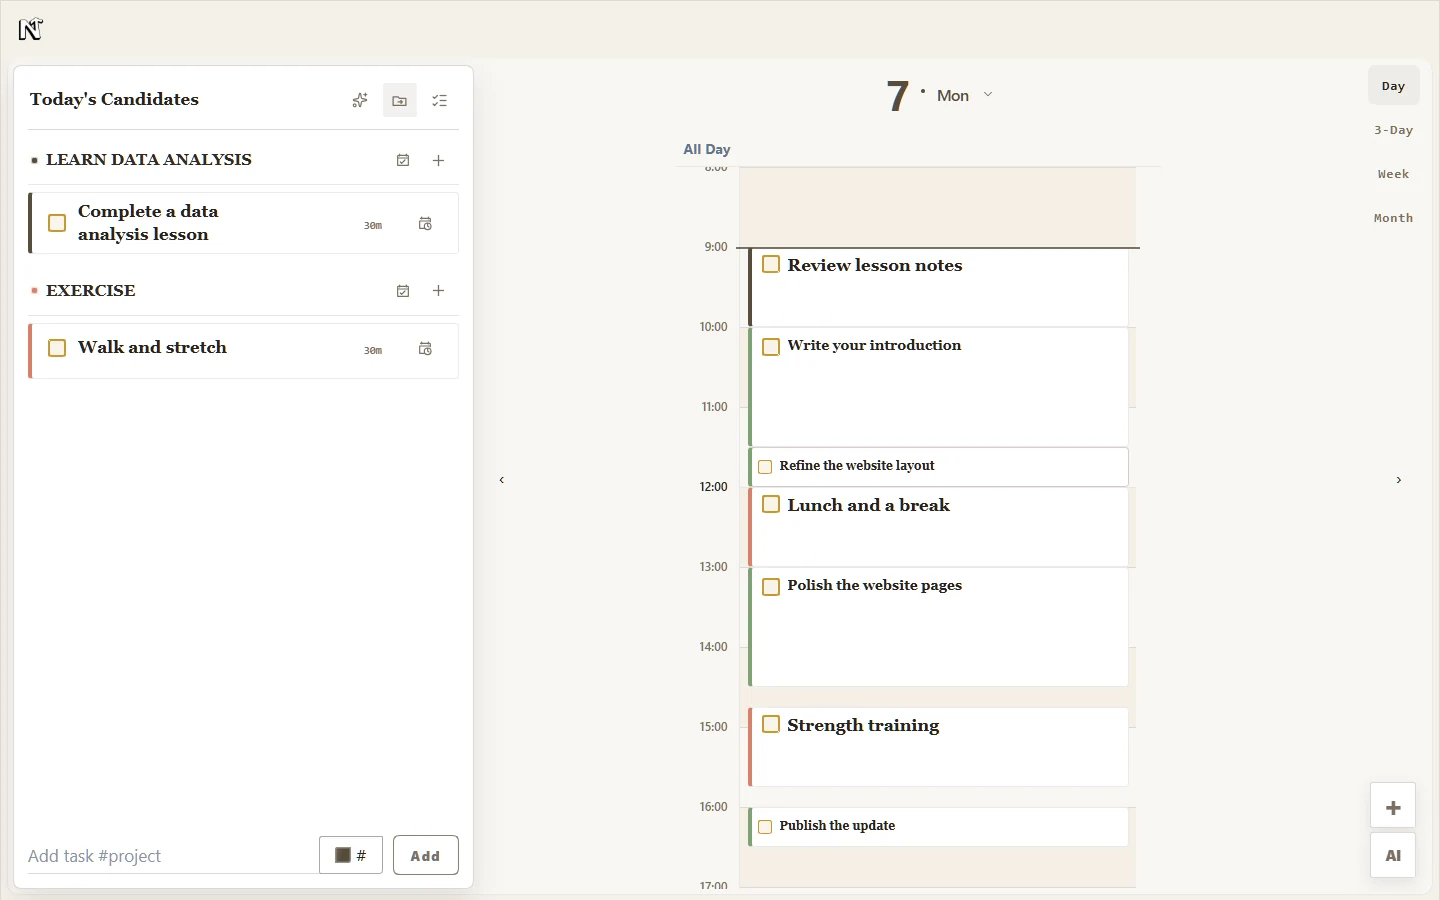 N
Today's Candidates
LEARN DATA ANALYSIS
Complete a data
analysis lesson
30m
EXERCISE
Walk and stretch
30m
Add task #project
#
Add
7 · Mon
All Day
8:00
9:00
Review lesson notes
10:00
Write your introduction
11:00
Refine the website layout
12:00
Lunch and a break
13:00
Polish the website pages
14:00
15:00
Strength training
16:00
Publish the update
17:00
Day
3-Day
Week
Month
+
AI